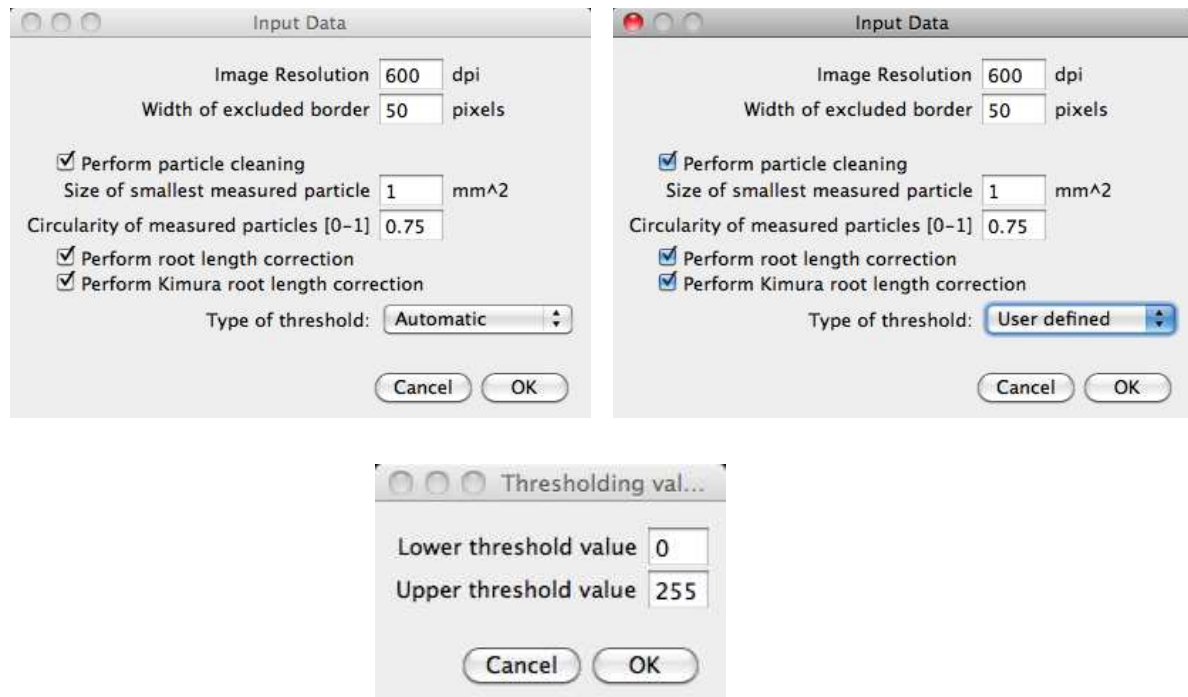 Input Data
Image Resolution 600 dpi
Width of excluded border 50 pixels
Perform particle cleaning
Size of smallest measured particle 1 mm^2
Circularity of measured particles [0-1] 0.75
Perform root length correction
Perform Kimura root length correction
Type of threshold: Automatic
Cancel OK
Input Data
Image Resolution 600 dpi
Width of excluded border 50 pixels
Perform particle cleaning
Size of smallest measured particle 1 mm^2
Circularity of measured particles [0-1] 0.75
Perform root length correction
Perform Kimura root length correction
Type of threshold: User defined
Cancel OK
Thresholding val...
Lower threshold value 0
Upper threshold value 255
Cancel OK